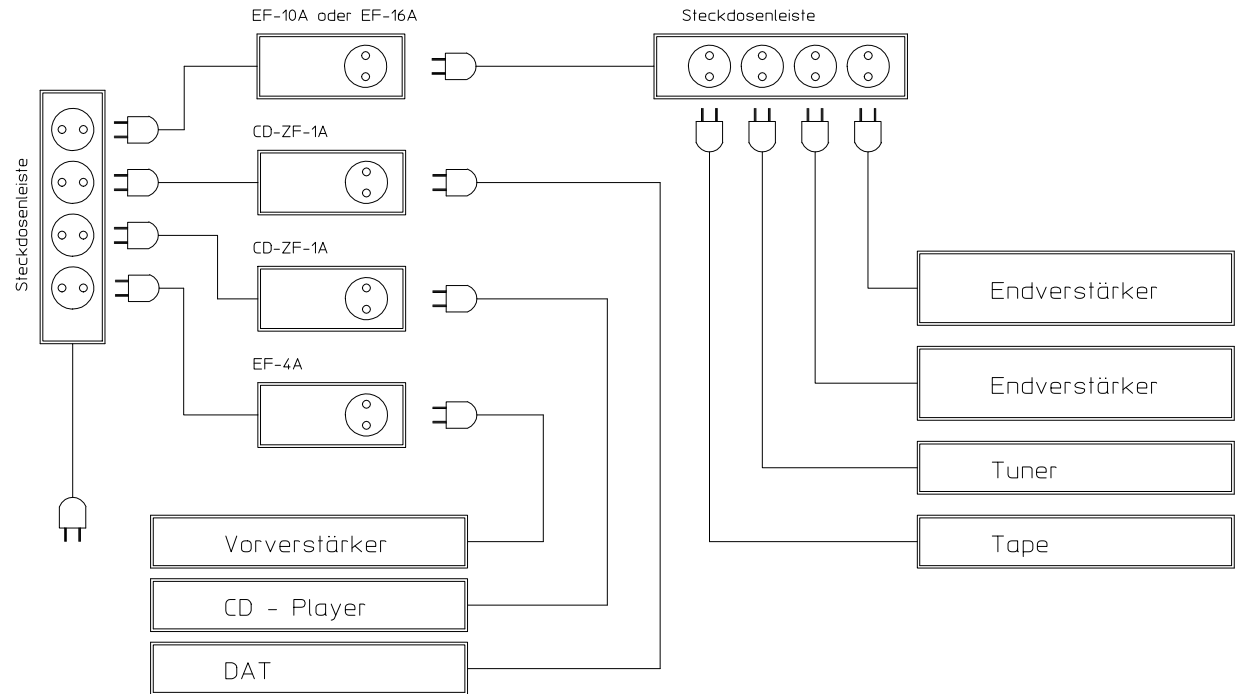 EF-10A oder EF-16A
Steckdosenleiste
Steckdosenleiste
CD-ZF-1A
CD-ZF-1A
EF-4A
Endverstärker
Endverstärker
Tuner
Tape
Vorverstärker
CD - Player
DAT